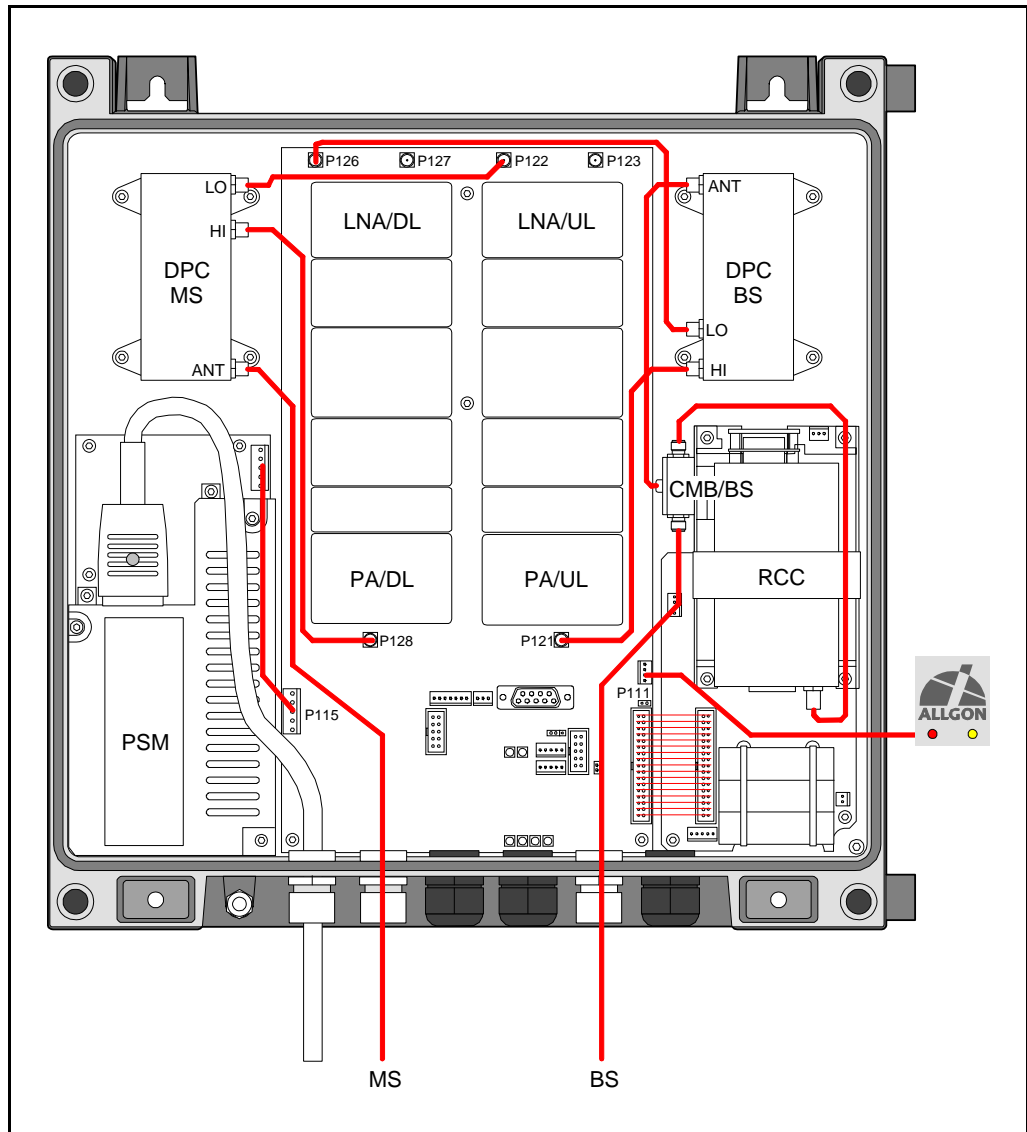 P126
P127
P122
P123
LO
HI
DPC
MS
ANT
LNA/DL
LNA/UL
ANT
DPC
BS
LO
HI
CMB/BS
RCC
PA/DL
PA/UL
P128
P121
P111
P115
PSM
ALLGON
MS
BS